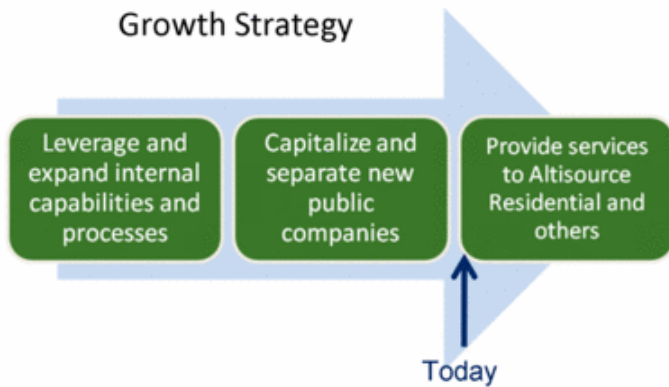 Growth Strategy
Leverage and
expand internal
capabilities and
processes
Capitalize and
separate new
public
companies
Provide services
to Altisource
Residential and
others
Today